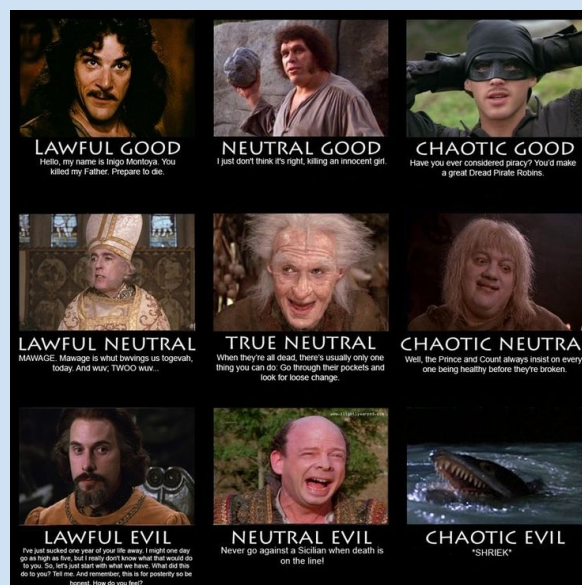 LAWFUL GOOD
Hello, my name is Inigo Montoya. You
killed my Father. Prepare to die.
NEUTRAL GOOD
I just don't think it's right, killing an innocent girl.
CHAOTIC GOOD
Have you ever considered piracy? You'd make
a great Dread Pirate Robins.
LAWFUL NEUTRAL
MAWAGE. Mawage is whut bwvings us togevah,
today. And wuv; TWOO wuv...
TRUE NEUTRAL
When they're all dead, there's usually only one
thing you can do: Go through their pockets and
look for loose change.
CHAOTIC NEUTRA
Well, the Prince and Count always insist on every
one being healthy before they're broken.
LAWFUL EVIL
I've just sucked one year of your life away. I might one day
go as high as five, but I really don't know what that would do
to you. So, let's just start with what we have. What did this
do to you? Tell me. And remember, this is for posterity so be
honest. How do you feel?
NEUTRAL EVIL
Never go against a Sicilian when death is
on the line!
CHAOTIC EVIL
*SHRIEK*